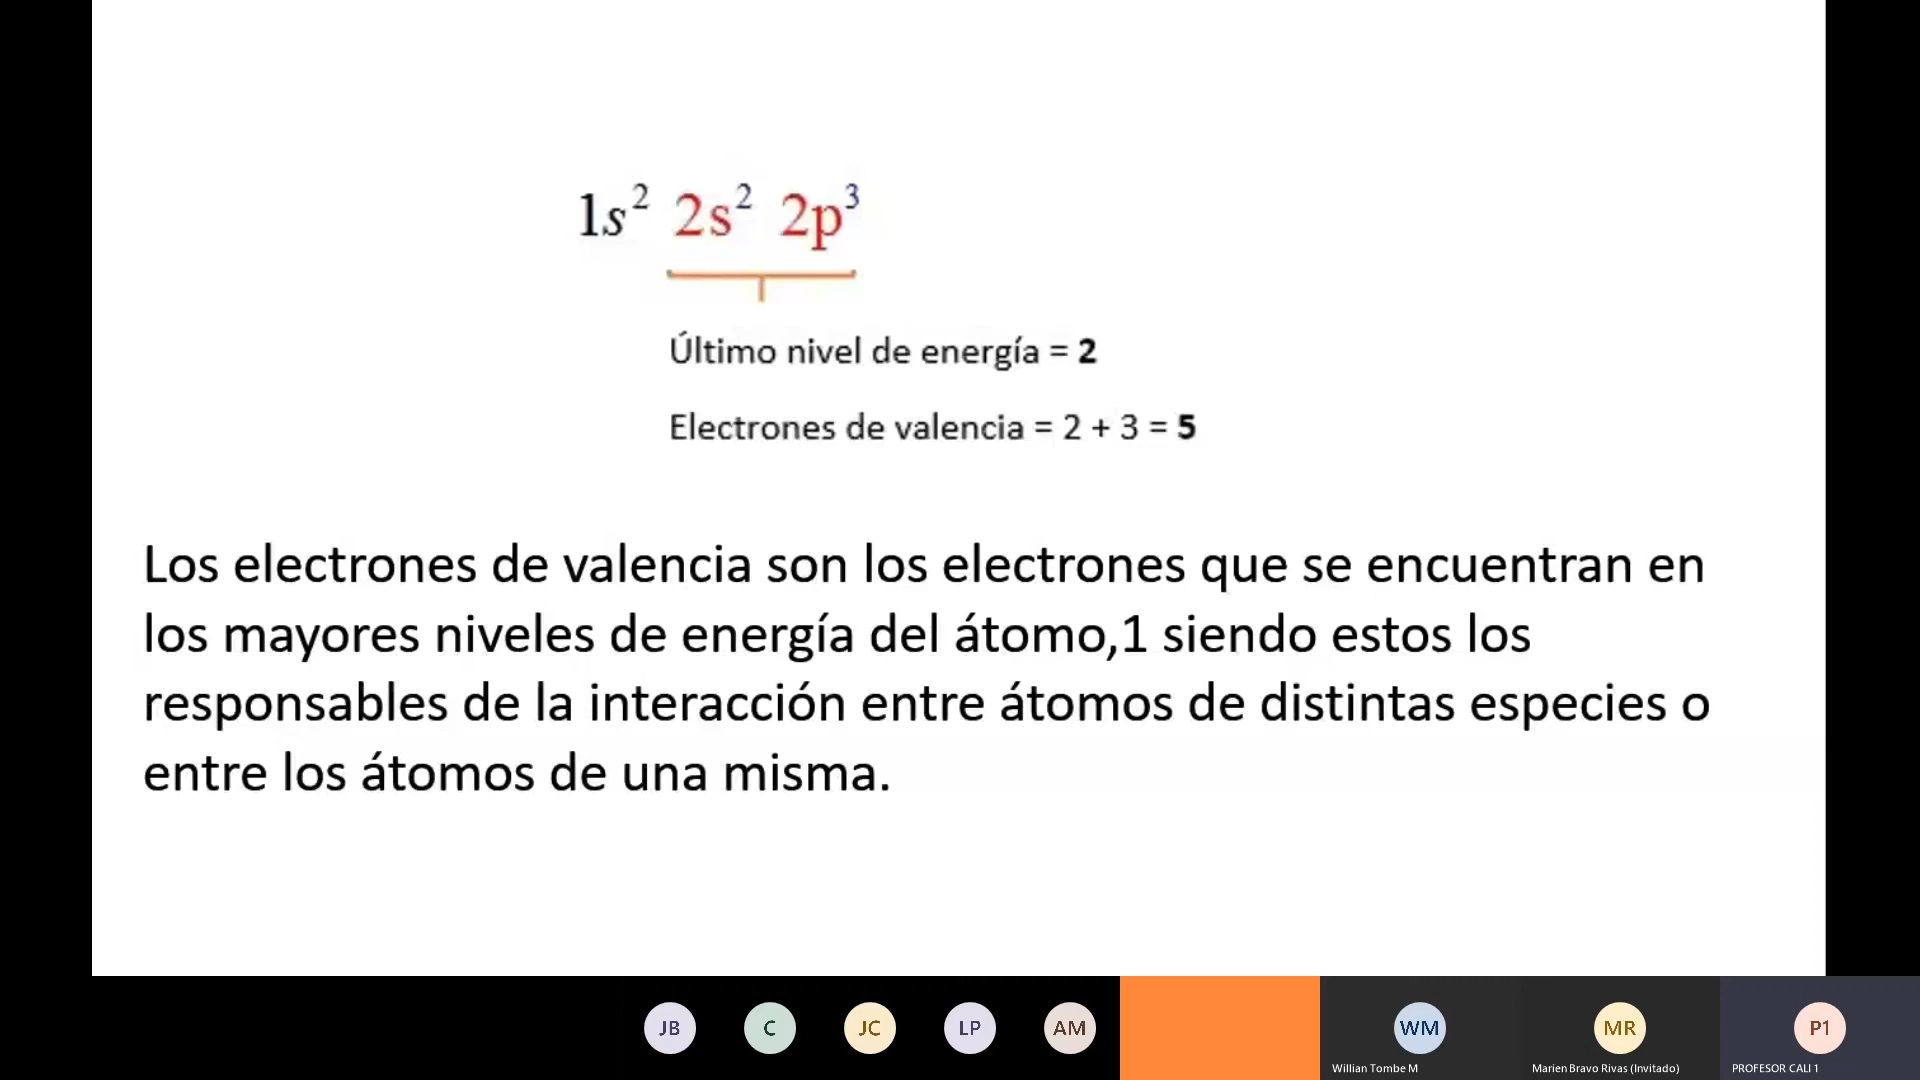 1s² 2s² 2p³
Último nivel de energía = 2
Electrones de valencia = 2 + 3 = 5
Los electrones de valencia son los electrones que se encuentran en
los mayores niveles de energía del átomo,1 siendo estos los
responsables de la interacción entre átomos de distintas especies o
entre los átomos de una misma.
JB C JC LP AM WM MR P1
Willian Tombe M Marien Bravo Rivas (Invitado) PROFESOR CALI 1